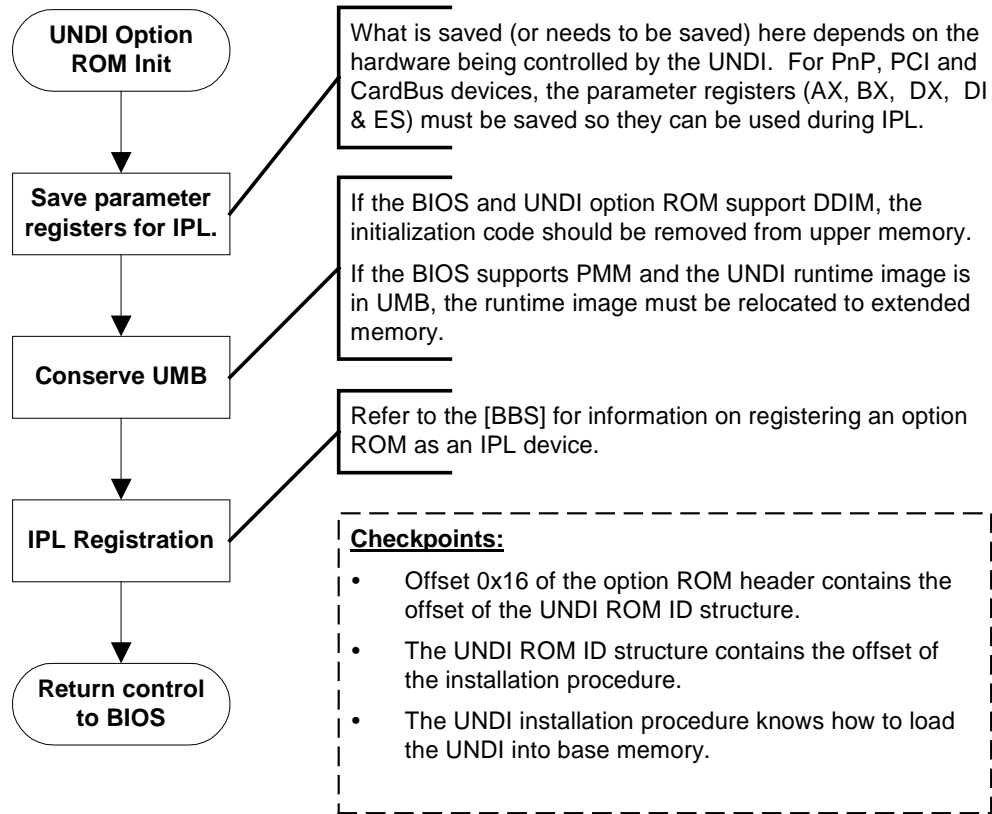 UNDI Option
ROM Init
What is saved (or needs to be saved) here depends on the
hardware being controlled by the UNDI. For PnP, PCI and
CardBus devices, the parameter registers (AX, BX, DX, DI
& ES) must be saved so they can be used during IPL.
Save parameter
registers for IPL.
If the BIOS and UNDI option ROM support DDIM, the
initialization code should be removed from upper memory.
If the BIOS supports PMM and the UNDI runtime image is
in UMB, the runtime image must be relocated to extended
memory.
Conserve UMB
Refer to the [BBS] for information on registering an option
ROM as an IPL device.
IPL Registration
Checkpoints:
• Offset 0x16 of the option ROM header contains the
offset of the UNDI ROM ID structure.
• The UNDI ROM ID structure contains the offset of
the installation procedure.
• The UNDI installation procedure knows how to load
the UNDI into base memory.
Return control
to BIOS